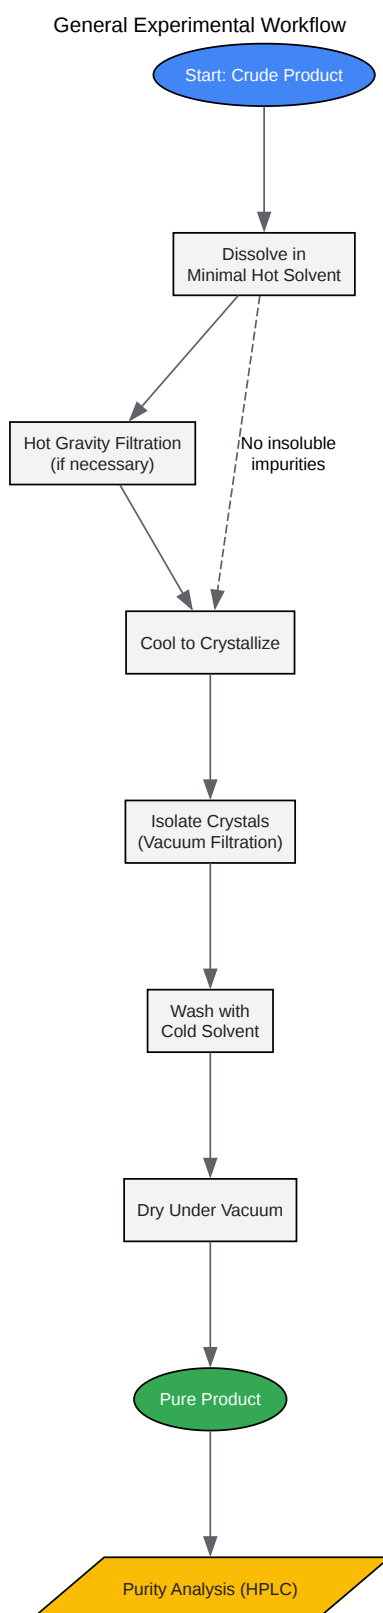 General Experimental Workflow
Start: Crude Product
Dissolve in
Minimal Hot Solvent
Hot Gravity Filtration
(if necessary)
No insoluble
impurities
Cool to Crystallize
Isolate Crystals
(Vacuum Filtration)
Wash with
Cold Solvent
Dry Under Vacuum
Pure Product
Purity Analysis (HPLC)